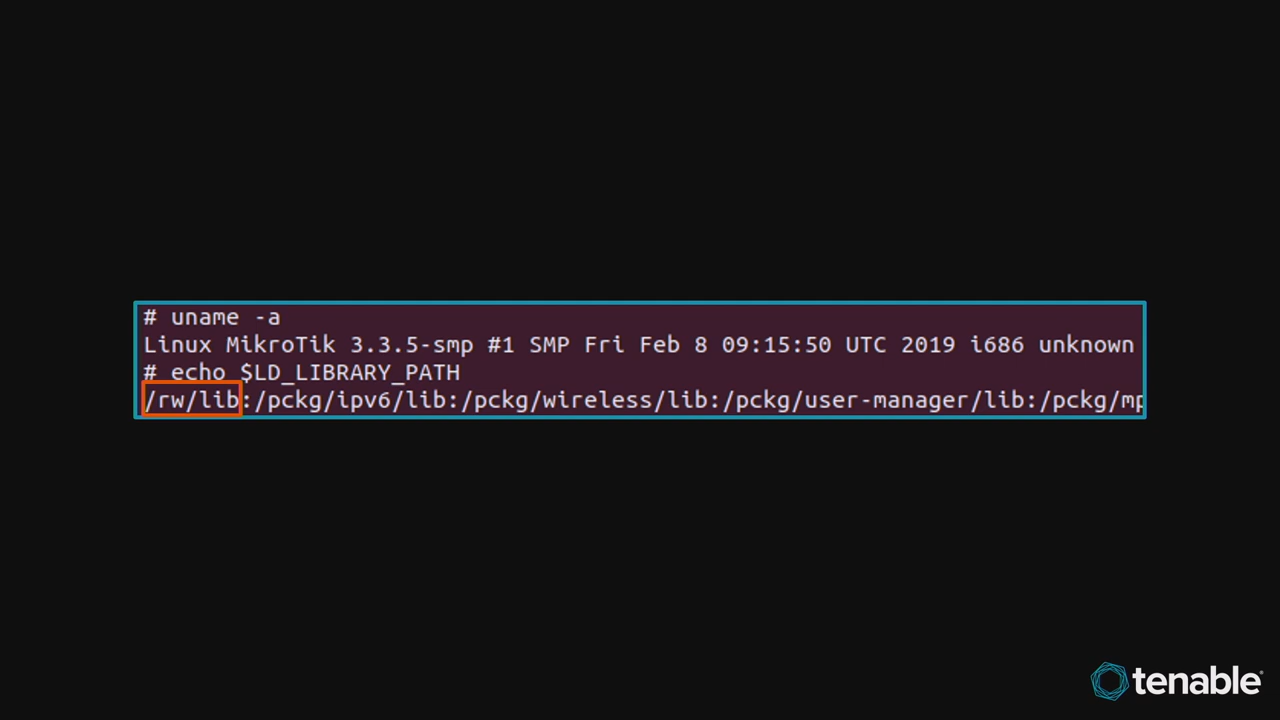 # uname -a
Linux MikroTik 3.3.5-smp #1 SMP Fri Feb 8 09:15:50 UTC 2019 i686 unknown
# echo $LD_LIBRARY_PATH
/rw/lib:/pckg/ipv6/lib:/pckg/wireless/lib:/pckg/user-manager/lib:/pckg/mp
tenable